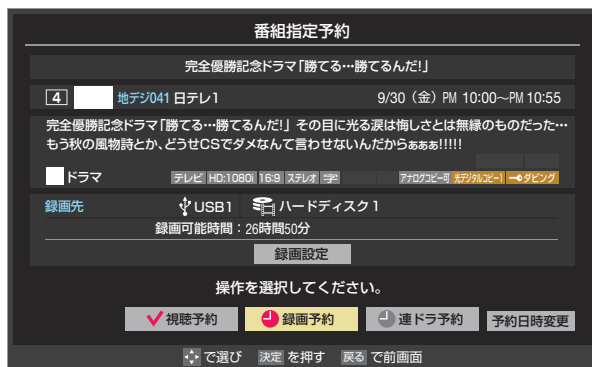 番組指定予約
完全優勝記念ドラマ「勝てる…勝てるんだ!」
4 地デジ041 日テレ1 9/30（金）PM 10:00～PM 10:55
完全優勝記念ドラマ「勝てる…勝てるんだ!」その目に光る涙は悔しさとは無縁のものだった…
もう秋の風物詩とか、どうせCSでダメなんて言わせないんだからぁぁぁ!!!!!
ドラマ テレビ HD:1080i 16:9 ステレオ 字 アナログコピー可 光デジタルコピー1 ダビング
録画先 USB1 ハードディスク1
録画可能時間：26時間50分
録画設定
操作を選択してください。
視聴予約 録画予約 連ドラ予約 予約日時変更
で選び 決定 を押す 戻る で前画面